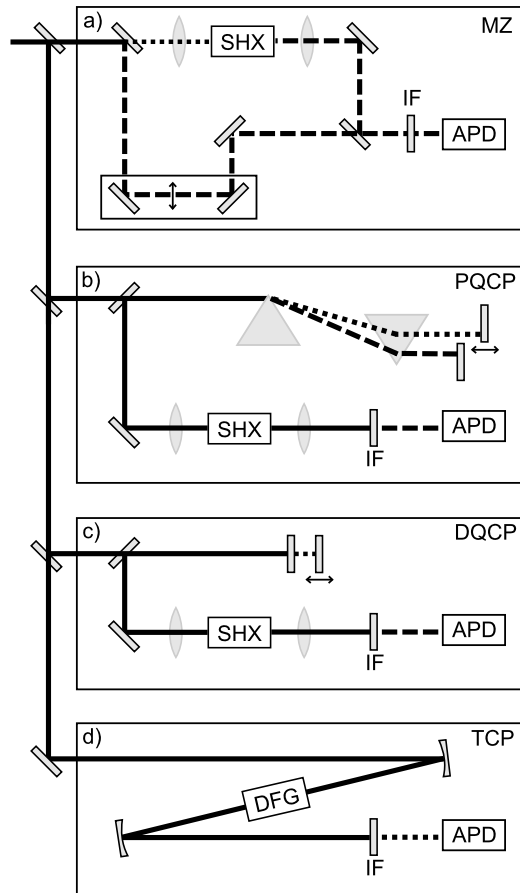 a) MZ
SHX
IF
APD
b) PQCP
SHX APD
IF
c) DQCP
SHX APD
IF
d) TCP
DFG
APD
IF